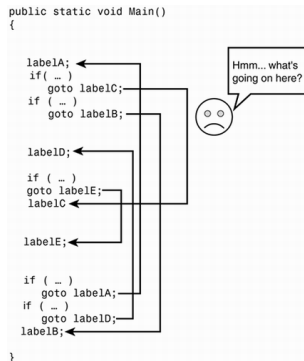 public static void Main()
{
labelA;
if( … )
goto labelC;
if ( … )
goto labelB;
Hmm... what's
going on here?
labelD;
if ( … )
goto labelE;
labelC
labelE;
if ( … )
goto labelA;
if ( … )
goto labelD;
labelB;
}